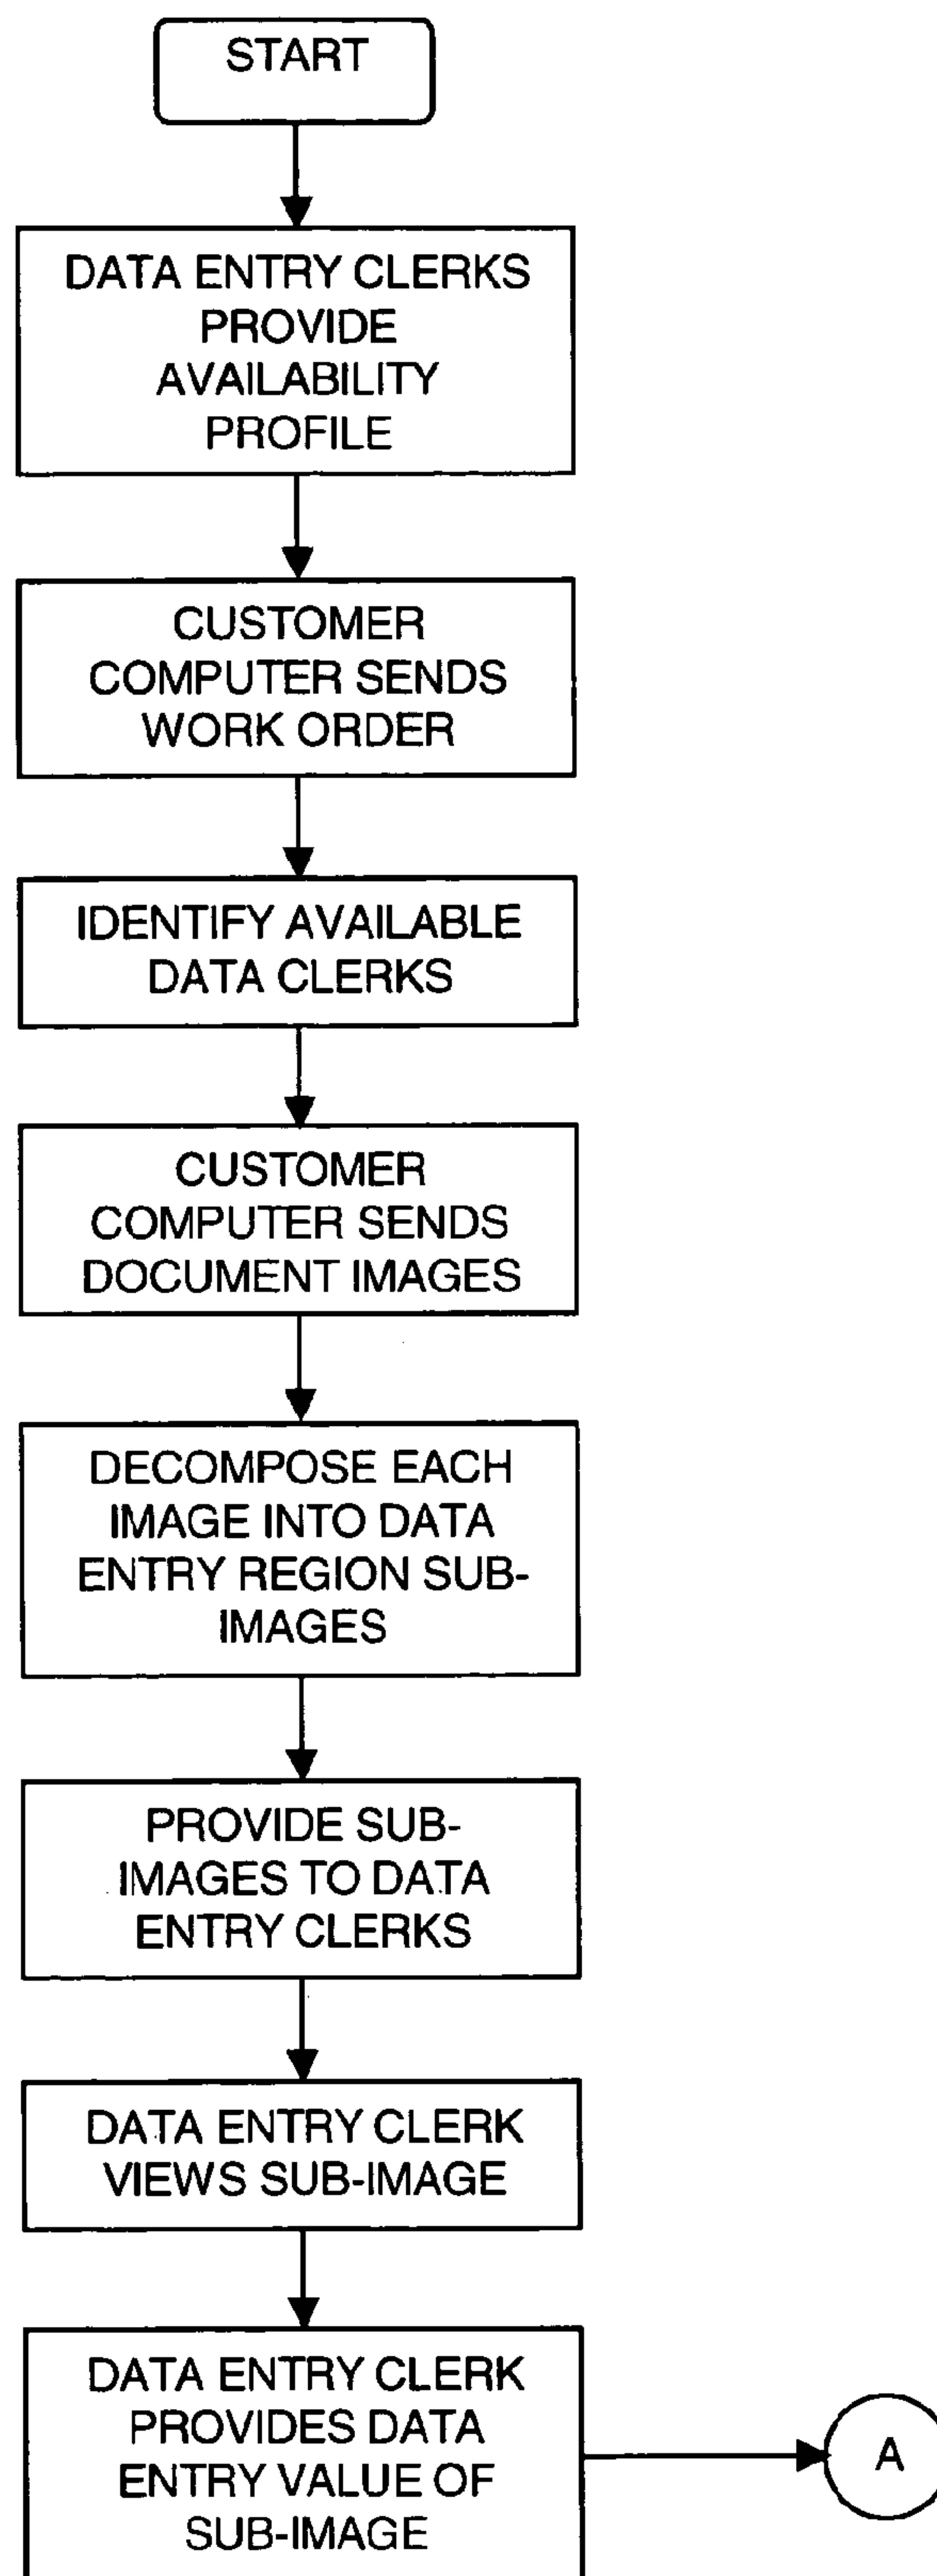 START
DATA ENTRY CLERKS
PROVIDE
AVAILABILITY
PROFILE
CUSTOMER
COMPUTER SENDS
WORK ORDER
IDENTIFY AVAILABLE
DATA CLERKS
CUSTOMER
COMPUTER SENDS
DOCUMENT IMAGES
DECOMPOSE EACH
IMAGE INTO DATA
ENTRY REGION SUB-
IMAGES
PROVIDE SUB-
IMAGES TO DATA
ENTRY CLERKS
DATA ENTRY CLERK
VIEWS SUB-IMAGE
DATA ENTRY CLERK
PROVIDES DATA
ENTRY VALUE OF
SUB-IMAGE
A